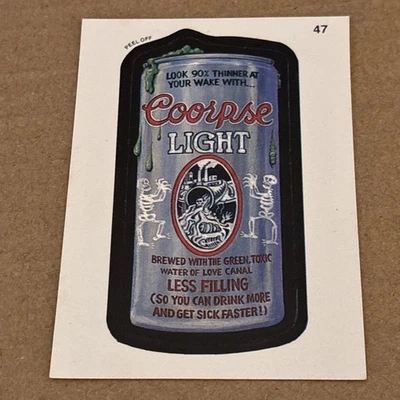 47
PEEL OFF
LOOK 90% THINNER AT
YOUR WAKE WITH...
Coorpse
LIGHT
BREWED WITH THE GREEN, TOXIC
WATER OF LOVE CANAL
LESS FILLING
(SO YOU CAN DRINK MORE
AND GET SICK FASTER!)